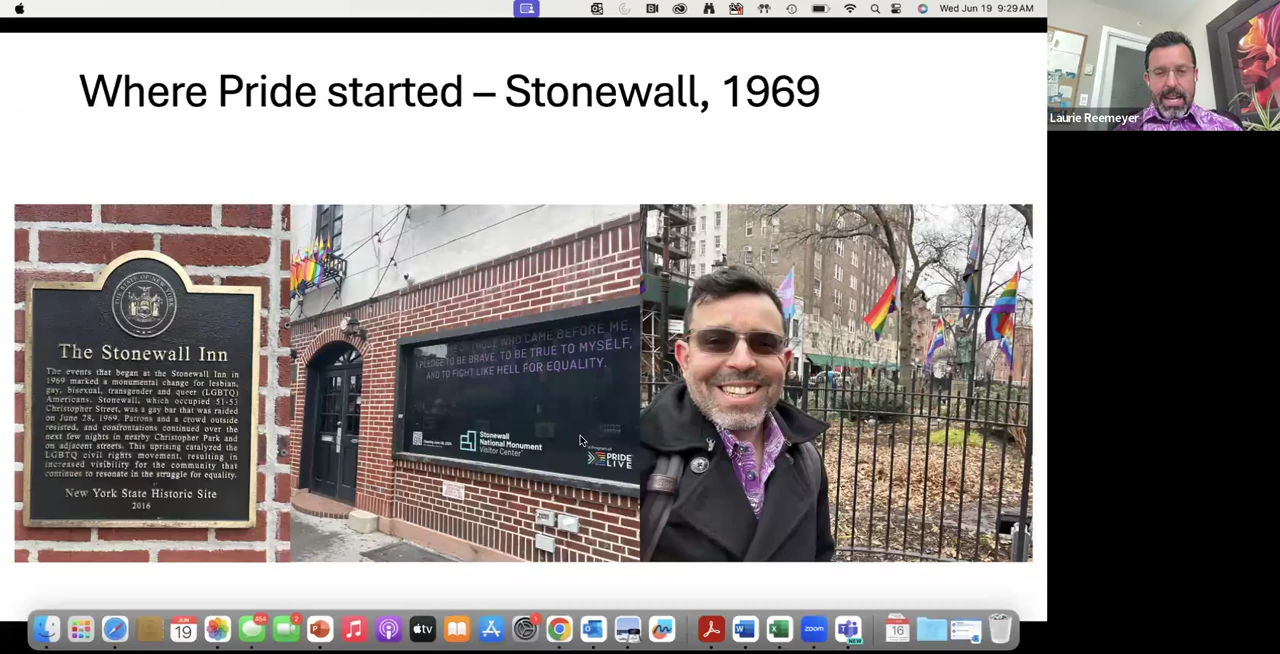 Wed Jun 19 9:29 AM
Where Pride started – Stonewall, 1969
Laurie Reemeyer
THE STATE OF NEW YORK
The Stonewall Inn
The events that began at the Stonewall Inn in
1969 marked a monumental change for lesbian,
gay, bisexual, transgender and queer (LGBTQ)
Americans. Stonewall, which occupied 51-53
Christopher Street, was a gay bar that was raided
on June 28, 1969. Patrons and a crowd outside
resisted, and confrontations continued over the
next few nights in nearby Christopher Park and
on adjacent streets. This uprising catalyzed the
LGBTQ civil rights movement, resulting in
increased visibility for the community that
continues to resonate in the struggle for equality.
New York State Historic Site
2016
THOSE WHO CAME BEFORE ME,
I PLEDGE TO BE BRAVE, TO BE TRUE TO MYSELF,
AND TO FIGHT LIKE HELL FOR EQUALITY.
Stonewall
National Monument
Visitor Center
PRIDE
LIVE
JUN
19
454
2
tv
1
zoom
NEW
16